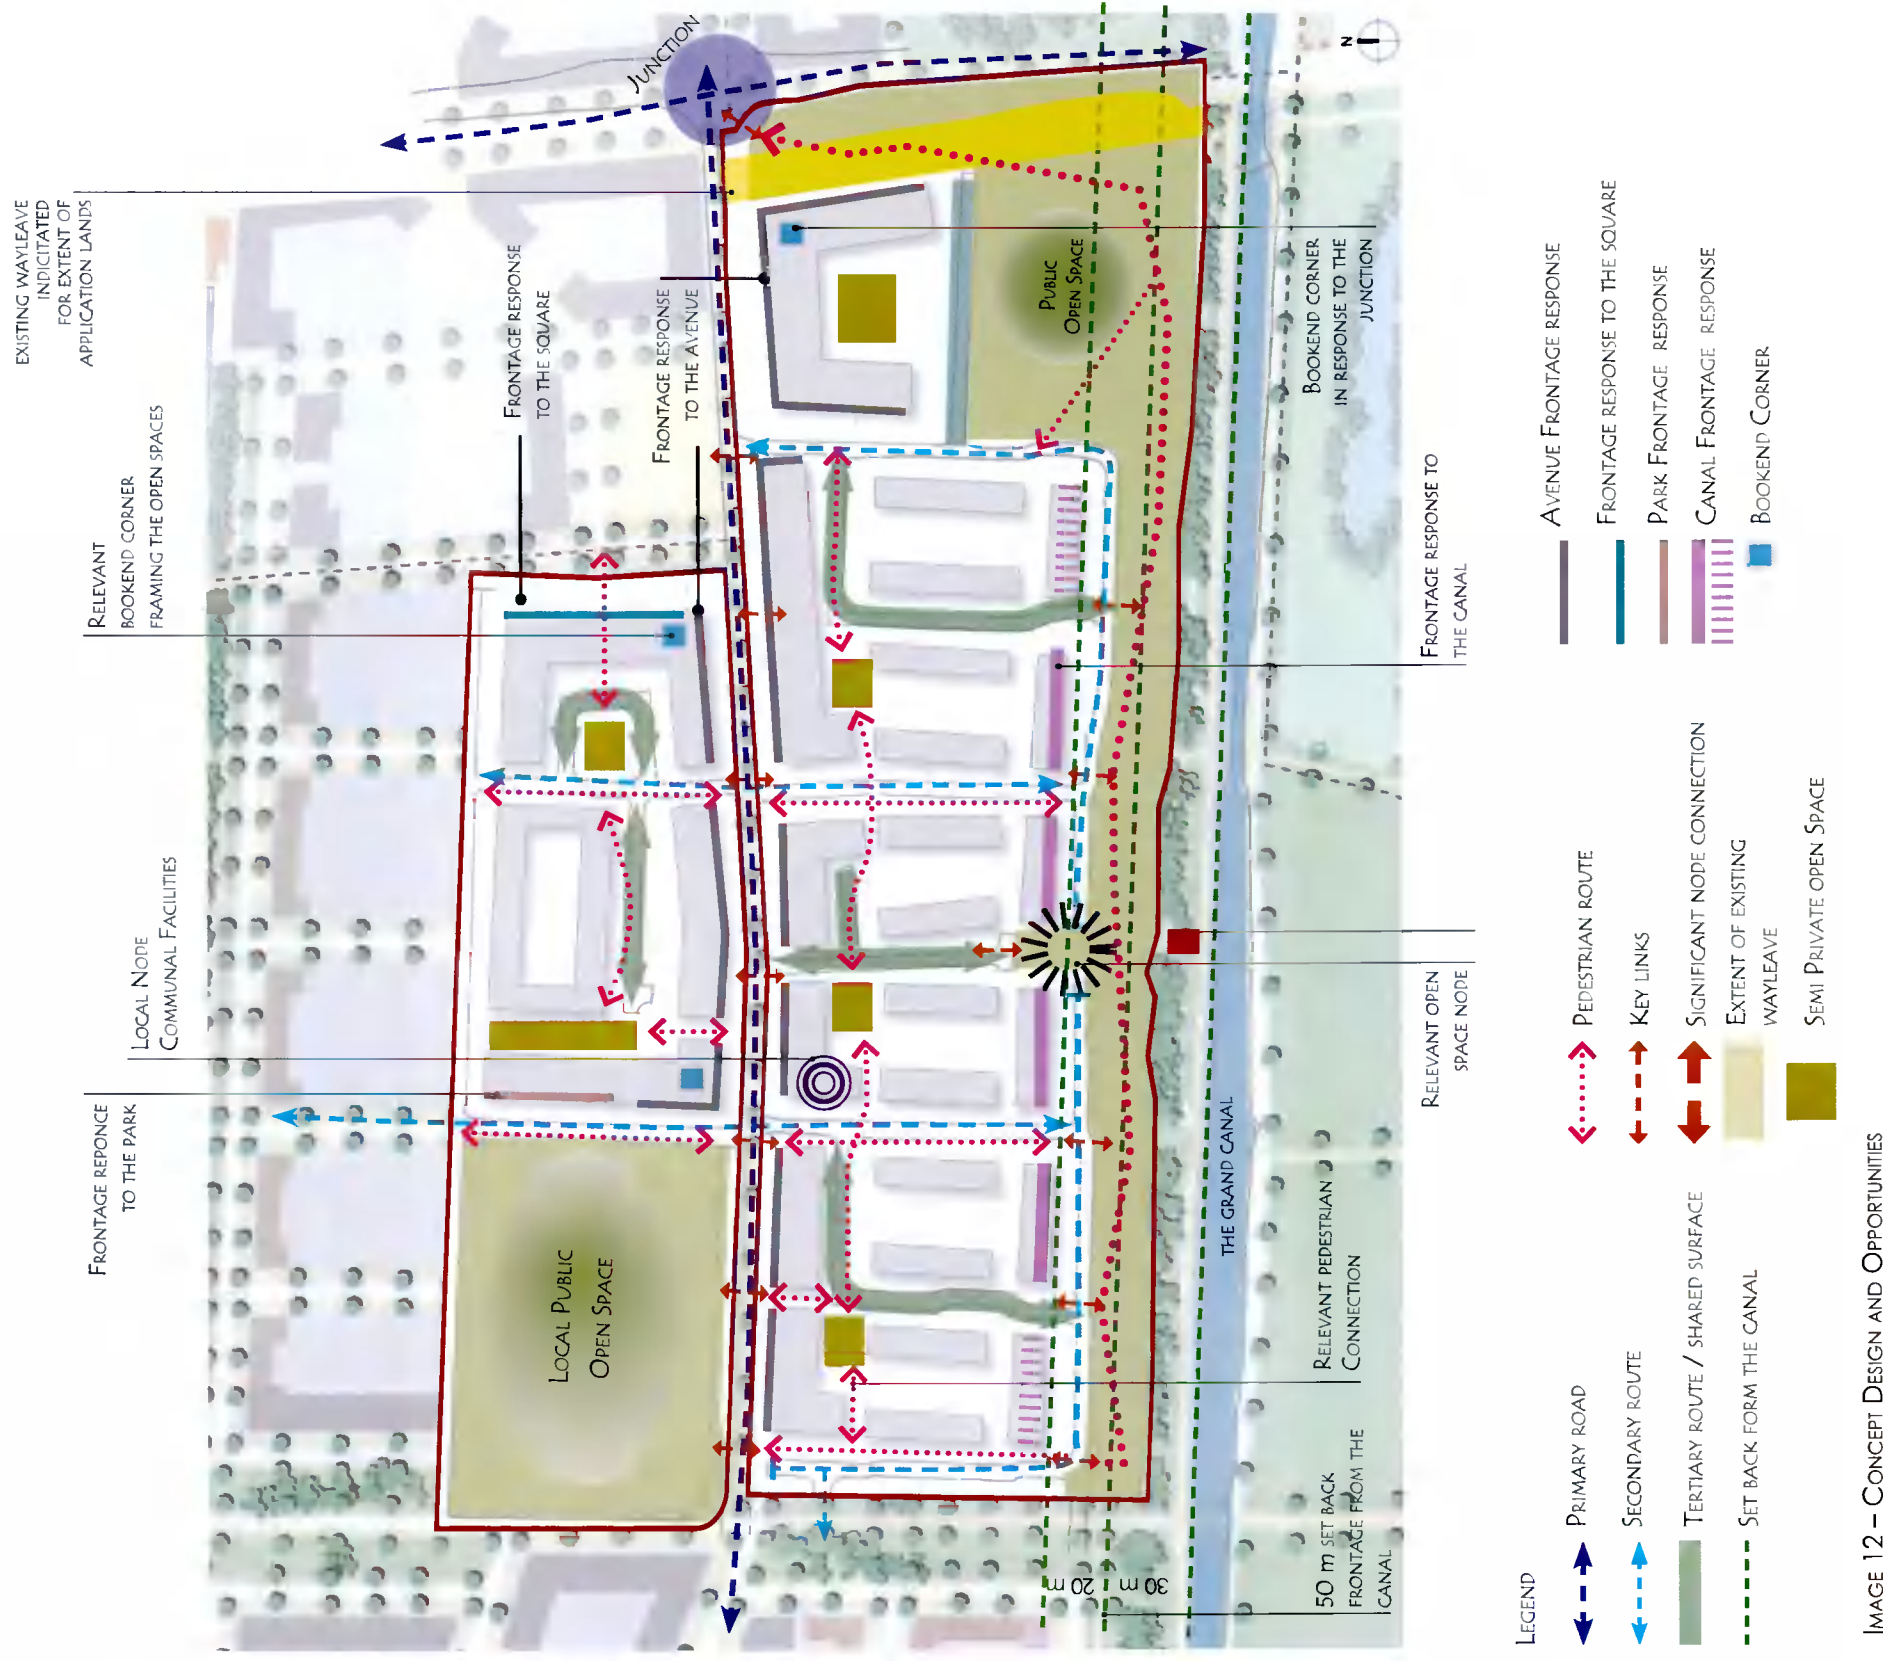 EXISTING WAYLEAVE
INDICITATED
FOR EXTENT OF
APPLICATION LANDS
RELEVANT
BOOKEND CORNER
FRAMING THE OPEN SPACES
LOCAL NODE
COMMUNAL FACILITIES
FRONTAGE REPONCE
TO THE PARK
JUNCTION
FRONTAGE RESPONSE
TO THE SQUARE
FRONTAGE RESPONSE
TO THE AVENUE
LOCAL PUBLIC
OPEN SPACE
PUBLIC
OPEN SPACE
N
BOOKEND CORNER
IN RESPONSE TO THE
JUNCTION
FRONTAGE RESPONSE TO
THE CANAL
RELEVANT OPEN
SPACE NODE
THE GRAND CANAL
RELEVANT PEDESTRIAN
CONNECTION
50 m SET BACK
FRONTAGE FROM THE
CANAL
20 m
30 m
LEGEND
PRIMARY ROAD
SECONDARY ROUTE
TERTIARY ROUTE / SHARED SURFACE
SET BACK FORM THE CANAL
PEDESTRIAN ROUTE
KEY LINKS
SIGNIFICANT NODE CONNECTION
EXTENT OF EXISTING
WAYLEAVE
SEMI PRIVATE OPEN SPACE
AVENUE FRONTAGE RESPONSE
FRONTAGE RESPONSE TO THE SQUARE
PARK FRONTAGE RESPONSE
CANAL FRONTAGE RESPONSE
BOOKEND CORNER
IMAGE 12 – CONCEPT DESIGN AND OPPORTUNITIES